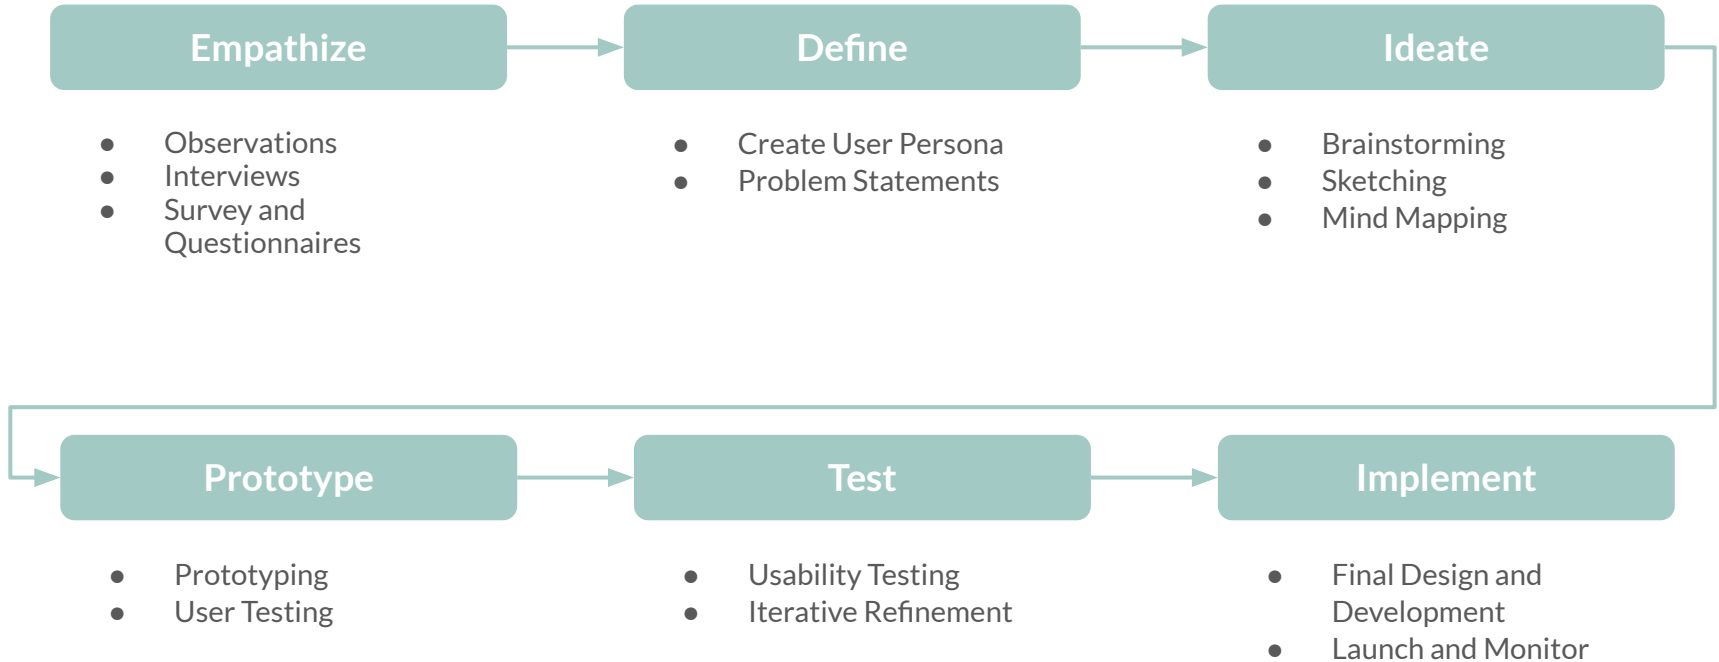 Empathize
● Observations
● Interviews
● Survey and
Questionnaires
Define
● Create User Persona
● Problem Statements
Ideate
● Brainstorming
● Sketching
● Mind Mapping
Prototype
● Prototyping
● User Testing
Test
● Usability Testing
● Iterative Refinement
Implement
● Final Design and
Development
● Launch and Monitor